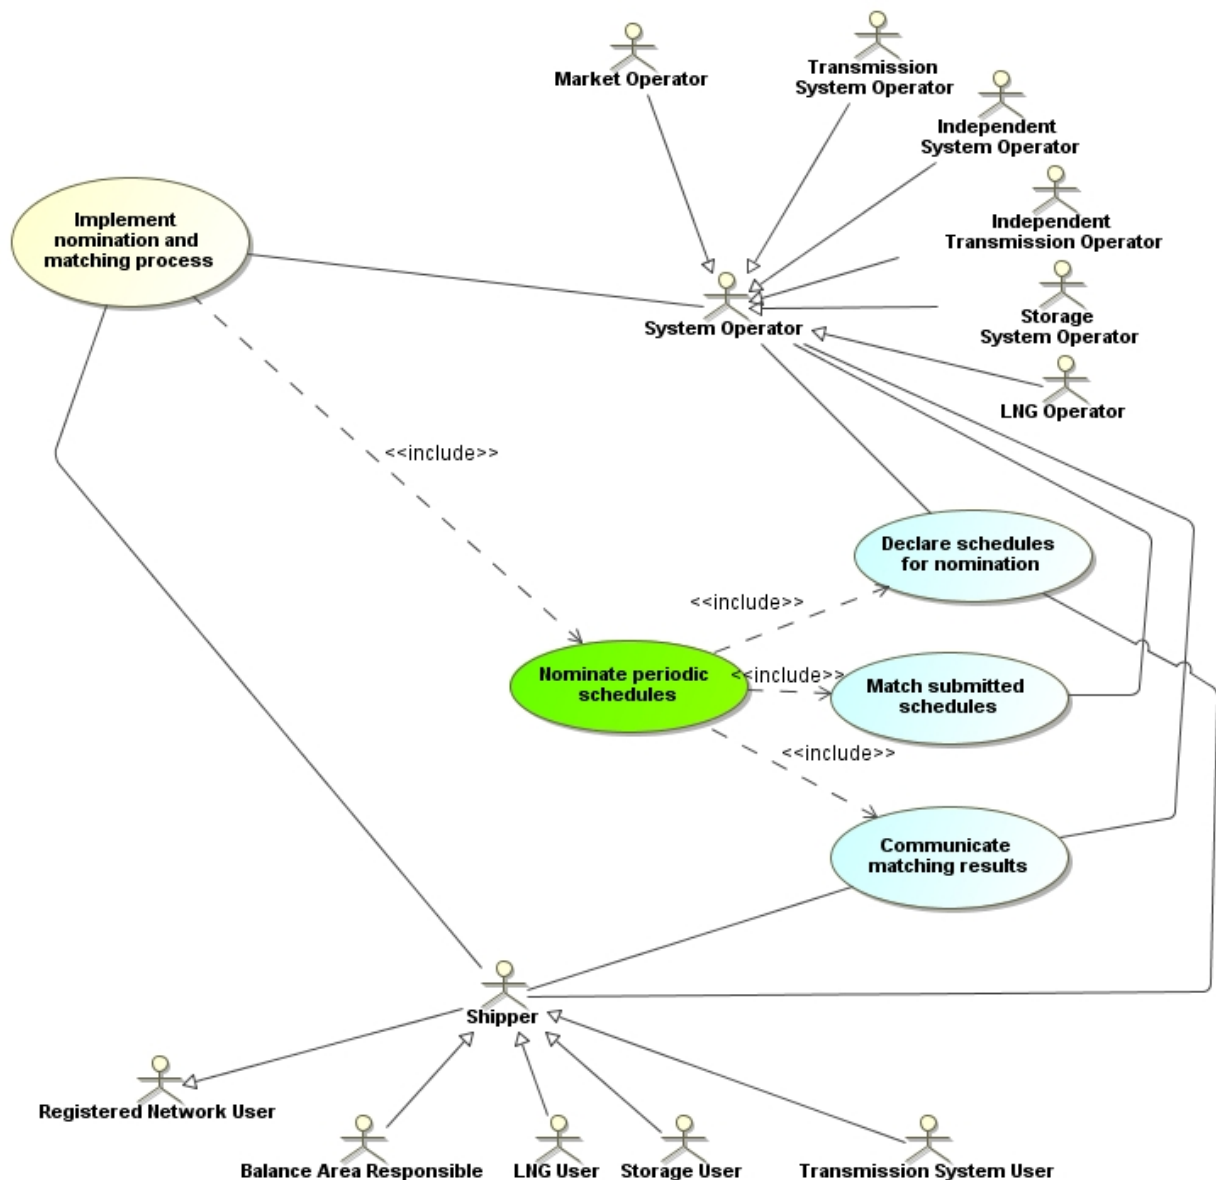 Market Operator
Transmission
System Operator
Independent
System Operator
Independent
Transmission Operator
Implement
nomination and
matching process
System Operator
Storage
System Operator
LNG Operator
<<include>>
Declare schedules
for nomination
<<include>>
Nominate periodic
schedules
<<include>>
Match submitted
schedules
<<include>>
Communicate
matching results
Shipper
Registered Network User
Balance Area Responsible
LNG User
Storage User
Transmission System User